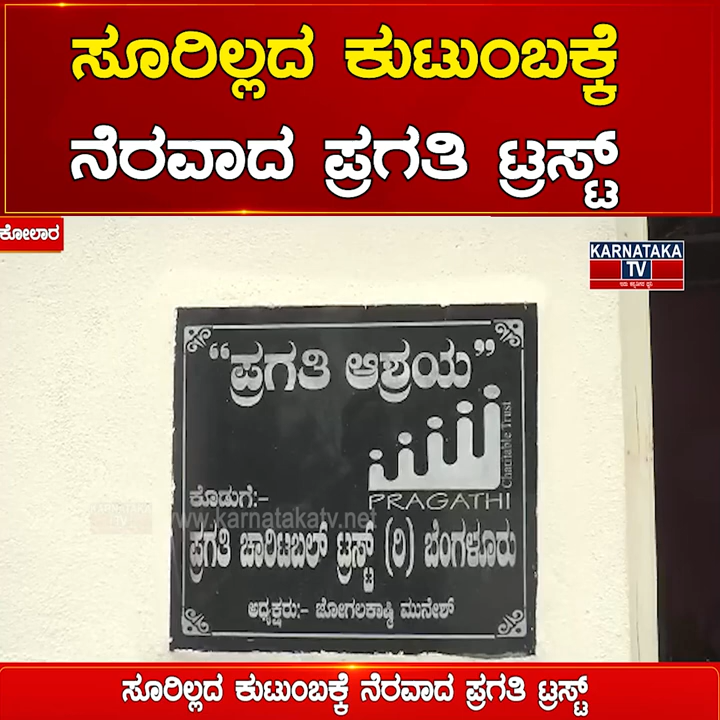 ಸೂರಿಲ್ಲದ ಕುಟುಂಬಕ್ಕೆ
ನೆರವಾದ ಪ್ರಗತಿ ಟ್ರಸ್ಟ್
ಕೋಲಾರ
KARNATAKA
TV
"ಪ್ರಗತಿ ಆಶ್ರಯ"
Charitable Trust
PRAGATHI
ಕೊಡುಗೆ:-
www.karnatakatv.net
ಪ್ರಗತಿ ಚಾರಿಟಬಲ್ ಟ್ರಸ್ಟ್ (ರಿ) ಬೆಂಗಳೂರು
ಅಧ್ಯಕ್ಷರು:- ಜೋಗಲಕಾಷ್ಠಿ ಮುನೇಶ್
ಸೂರಿಲ್ಲದ ಕುಟುಂಬಕ್ಕೆ ನೆರವಾದ ಪ್ರಗತಿ ಟ್ರಸ್ಟ್